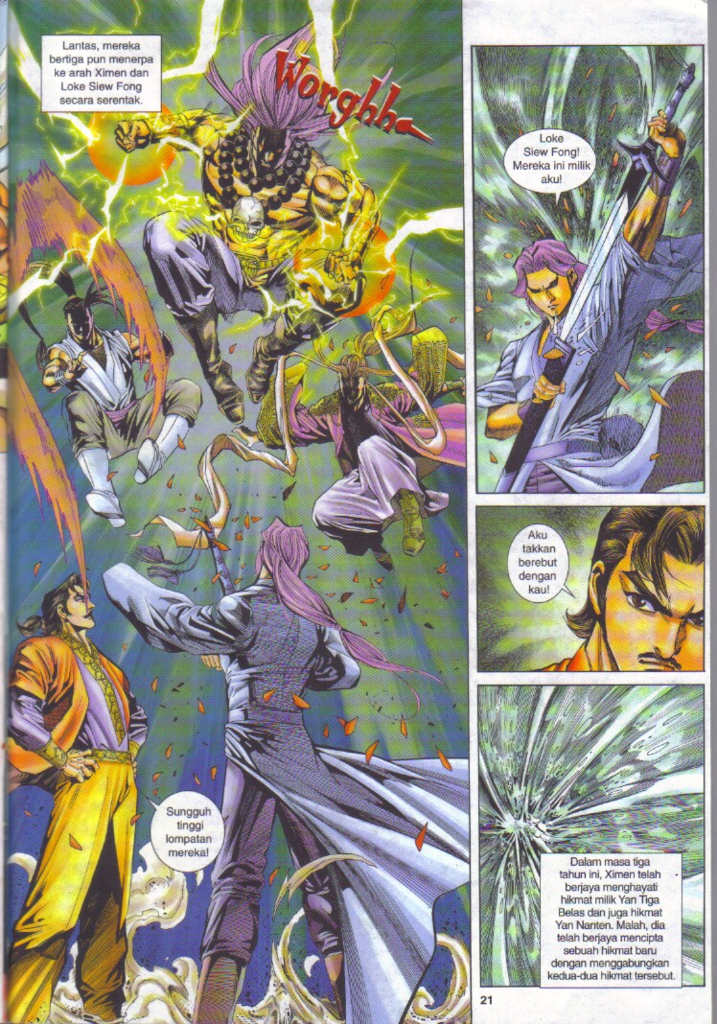 Lantas, mereka
bertiga pun menerpa
ke arah Ximen dan
Loke Siew Fong
secara serentak.
Worghh
Sungguh
tinggi
lompatan
mereka!
Loke
Siew Fong!
Mereka ini milik
aku!
Aku
takkan
berebut
dengan
kau!
Dalam masa tiga
tahun ini, Ximen telah
berjaya menghayati
hikmat milik Yan Tiga
Belas dan juga hikmat
Yan Nanten. Malah, dia
telah berjaya mencipta
sebuah hikmat baru
dengan menggabungkan
kedua-dua hikmat tersebut.
21